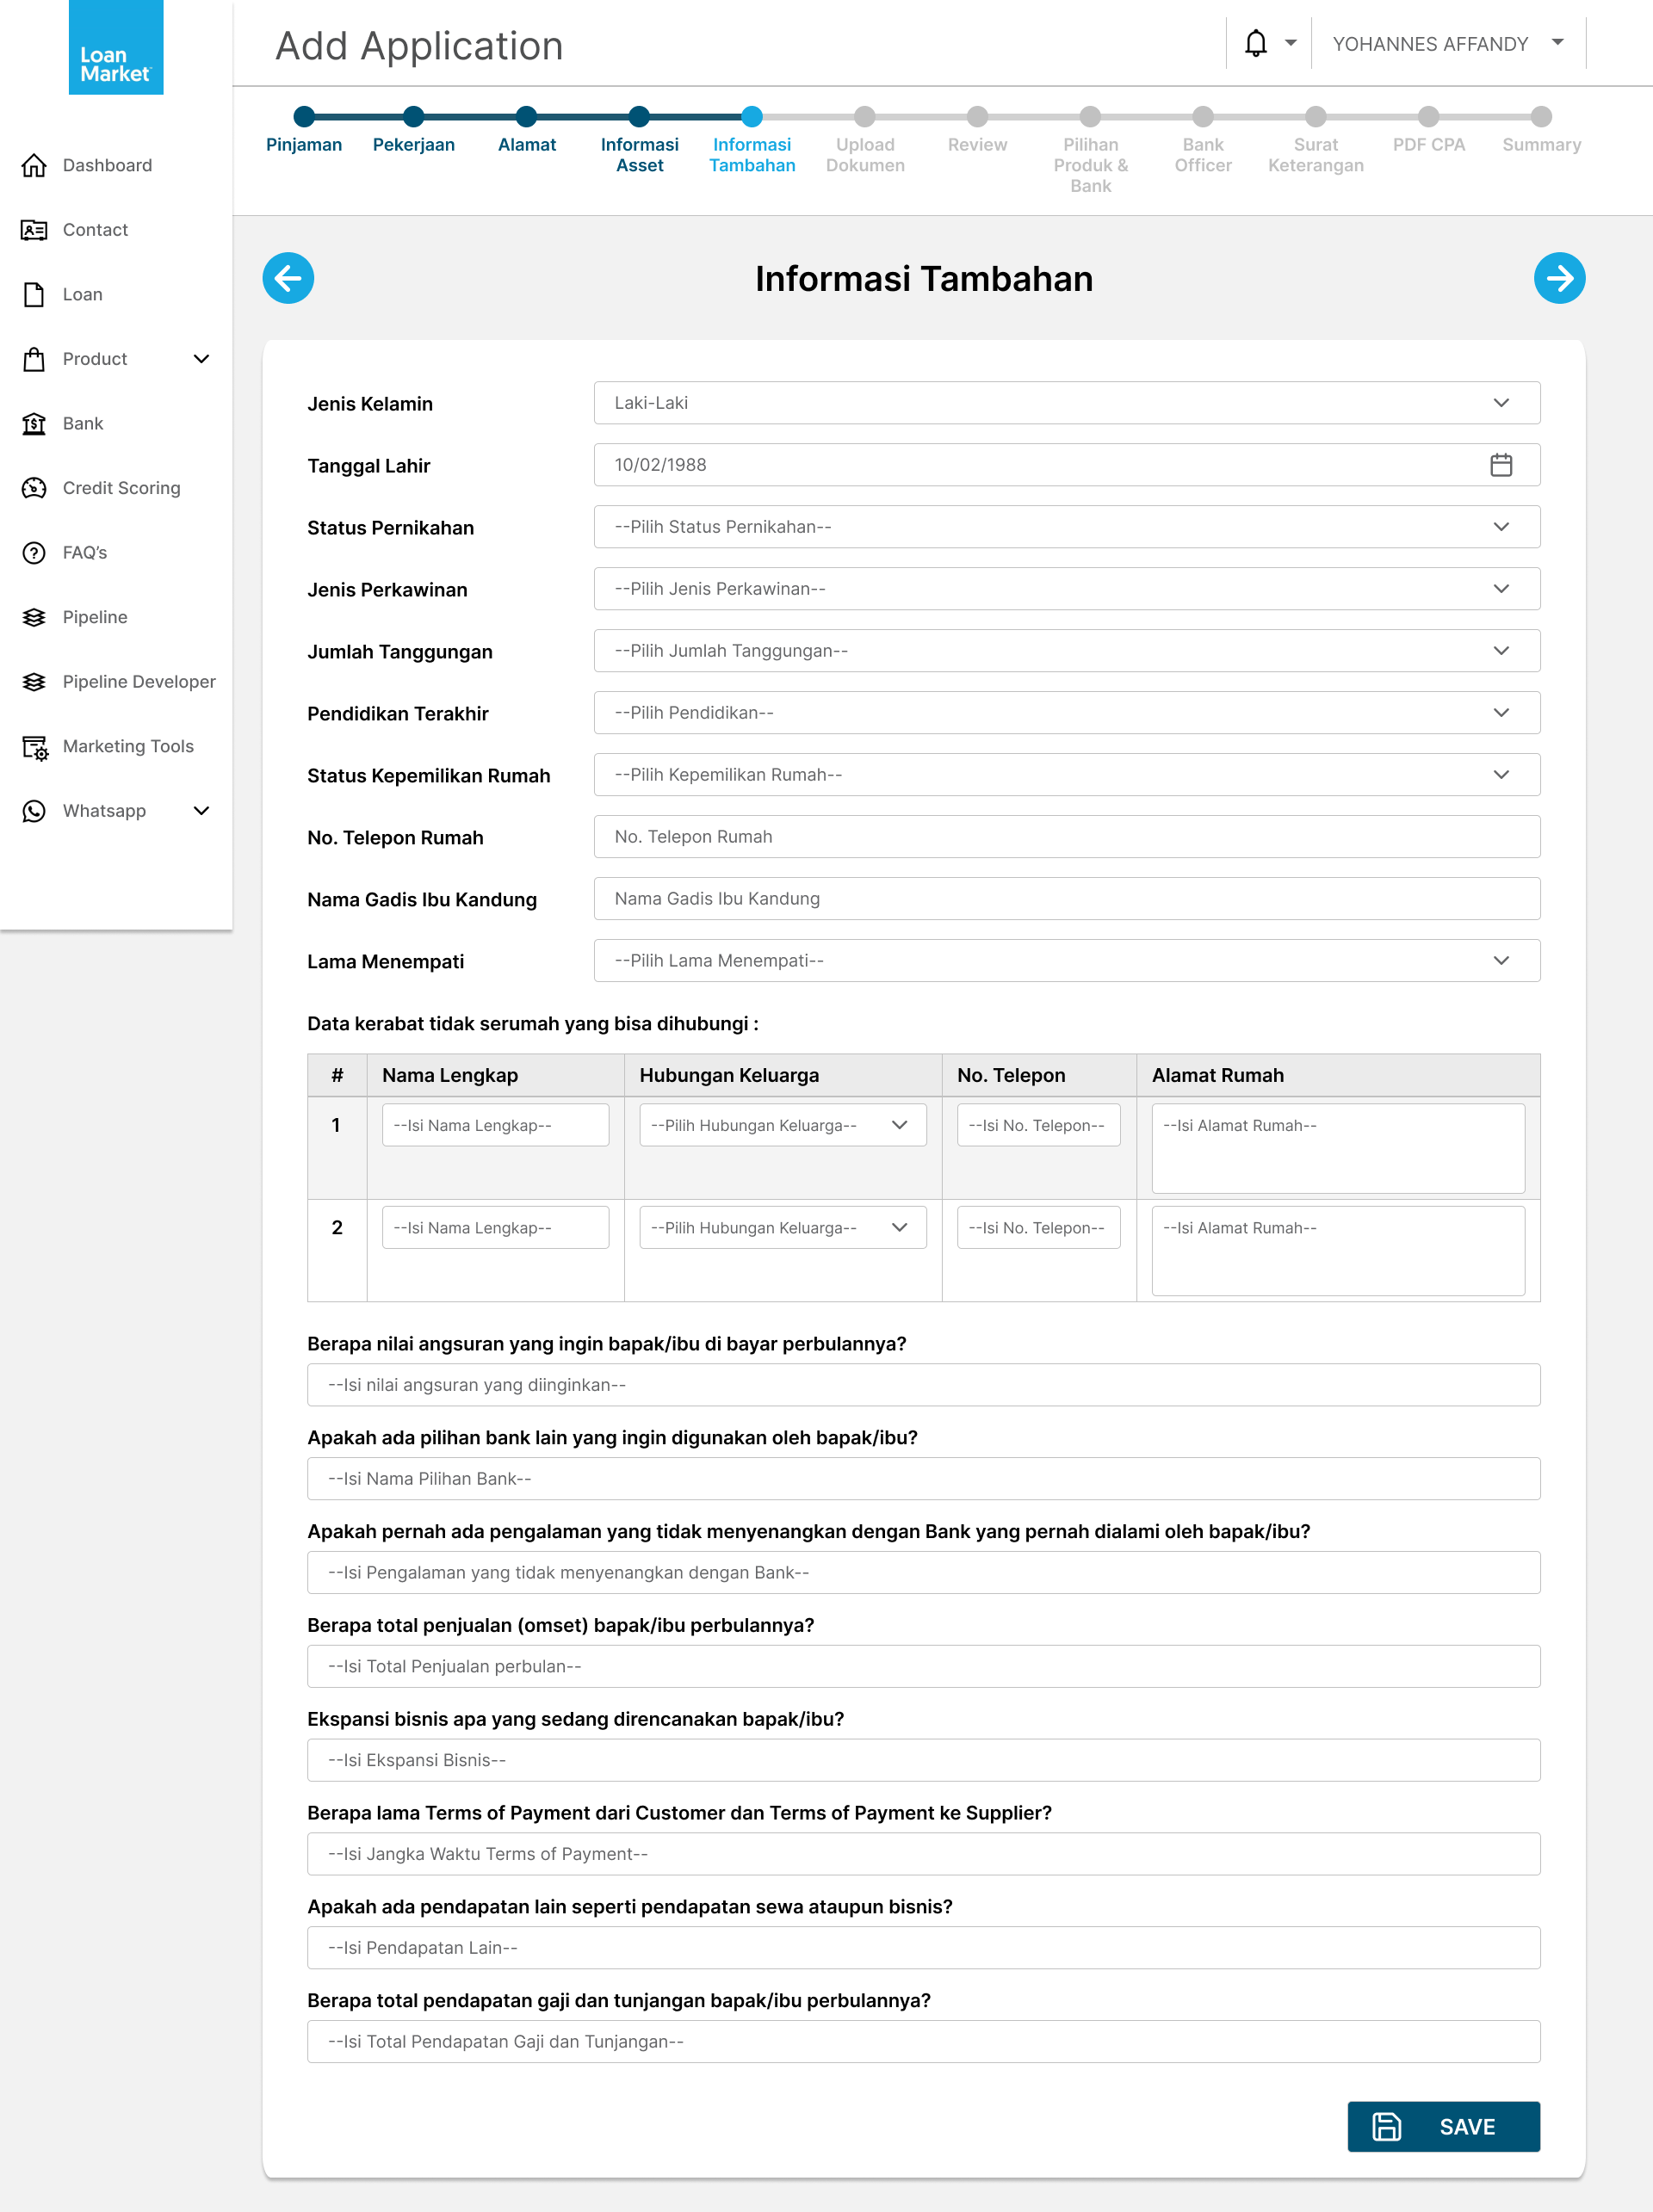 Loan
Market
Add Application
YOHANNES AFFANDY
Dashboard
Contact
Loan
Product
Bank
Credit Scoring
FAQ’s
Pipeline
Pipeline Developer
Marketing Tools
Whatsapp
Pinjaman
Pekerjaan
Alamat
Informasi
Asset
Informasi
Tambahan
Upload
Dokumen
Review
Pilihan
Produk &
Bank
Bank
Officer
Surat
Keterangan
PDF CPA
Summary
Informasi Tambahan
Jenis Kelamin
Laki-Laki
Tanggal Lahir
10/02/1988
Status Pernikahan
--Pilih Status Pernikahan--
Jenis Perkawinan
--Pilih Jenis Perkawinan--
Jumlah Tanggungan
--Pilih Jumlah Tanggungan--
Pendidikan Terakhir
--Pilih Pendidikan--
Status Kepemilikan Rumah
--Pilih Kepemilikan Rumah--
No. Telepon Rumah
No. Telepon Rumah
Nama Gadis Ibu Kandung
Nama Gadis Ibu Kandung
Lama Menempati
--Pilih Lama Menempati--
Data kerabat tidak serumah yang bisa dihubungi :
# Nama Lengkap Hubungan Keluarga No. Telepon Alamat Rumah
1 --Isi Nama Lengkap-- --Pilih Hubungan Keluarga-- --Isi No. Telepon-- --Isi Alamat Rumah--
2 --Isi Nama Lengkap-- --Pilih Hubungan Keluarga-- --Isi No. Telepon-- --Isi Alamat Rumah--
Berapa nilai angsuran yang ingin bapak/ibu di bayar perbulannya?
--Isi nilai angsuran yang diinginkan--
Apakah ada pilihan bank lain yang ingin digunakan oleh bapak/ibu?
--Isi Nama Pilihan Bank--
Apakah pernah ada pengalaman yang tidak menyenangkan dengan Bank yang pernah dialami oleh bapak/ibu?
--Isi Pengalaman yang tidak menyenangkan dengan Bank--
Berapa total penjualan (omset) bapak/ibu perbulannya?
--Isi Total Penjualan perbulan--
Ekspansi bisnis apa yang sedang direncanakan bapak/ibu?
--Isi Ekspansi Bisnis--
Berapa lama Terms of Payment dari Customer dan Terms of Payment ke Supplier?
--Isi Jangka Waktu Terms of Payment--
Apakah ada pendapatan lain seperti pendapatan sewa ataupun bisnis?
--Isi Pendapatan Lain--
Berapa total pendapatan gaji dan tunjangan bapak/ibu perbulannya?
--Isi Total Pendapatan Gaji dan Tunjangan--
SAVE